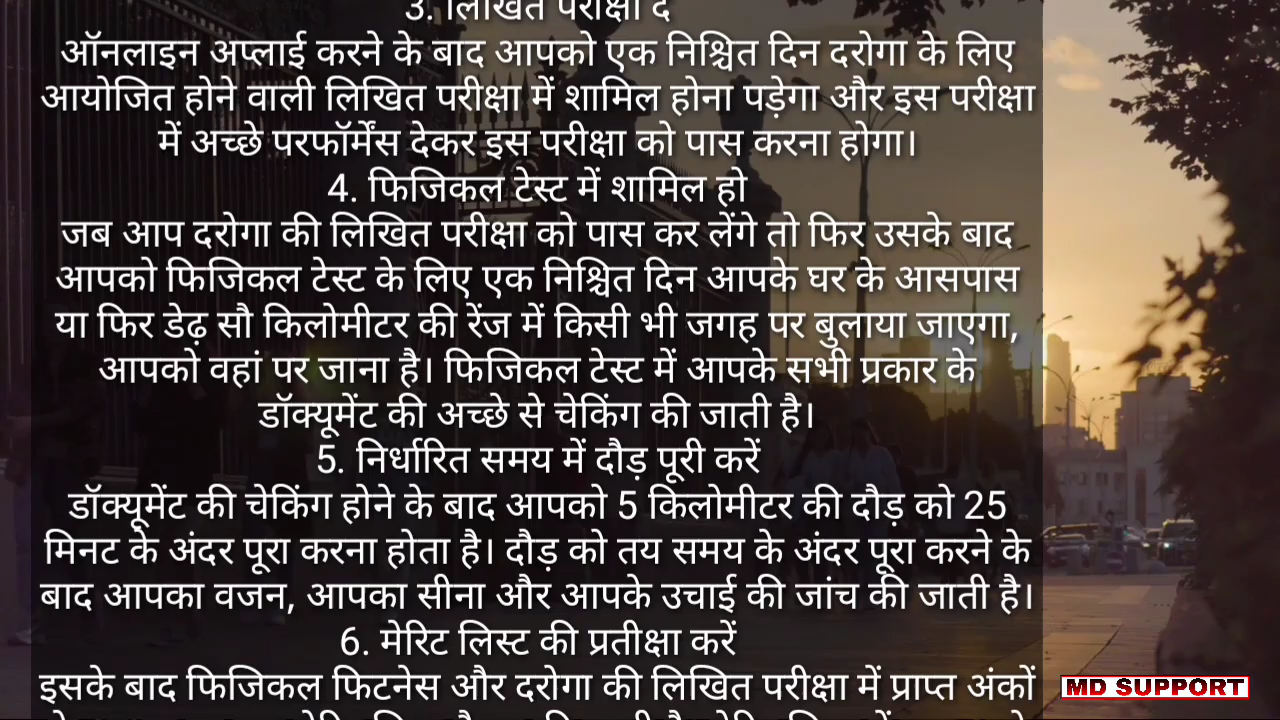 3. लिखित परीक्षा दें
ऑनलाइन अप्लाई करने के बाद आपको एक निश्चित दिन दरोगा के लिए
आयोजित होने वाली लिखित परीक्षा में शामिल होना पड़ेगा और इस परीक्षा
में अच्छे परफॉर्मेंस देकर इस परीक्षा को पास करना होगा।
4. फिजिकल टेस्ट में शामिल हो
जब आप दरोगा की लिखित परीक्षा को पास कर लेंगे तो फिर उसके बाद
आपको फिजिकल टेस्ट के लिए एक निश्चित दिन आपके घर के आसपास
या फिर डेढ़ सौ किलोमीटर की रेंज में किसी भी जगह पर बुलाया जाएगा,
आपको वहां पर जाना है। फिजिकल टेस्ट में आपके सभी प्रकार के
डॉक्यूमेंट की अच्छे से चेकिंग की जाती है।
5. निर्धारित समय में दौड़ पूरी करें
डॉक्यूमेंट की चेकिंग होने के बाद आपको 5 किलोमीटर की दौड़ को 25
मिनट के अंदर पूरा करना होता है। दौड़ को तय समय के अंदर पूरा करने के
बाद आपका वजन, आपका सीना और आपके उचाई की जांच की जाती है।
6. मेरिट लिस्ट की प्रतीक्षा करें
इसके बाद फिजिकल फिटनेस और दरोगा की लिखित परीक्षा में प्राप्त अंकों
MD SUPPORT